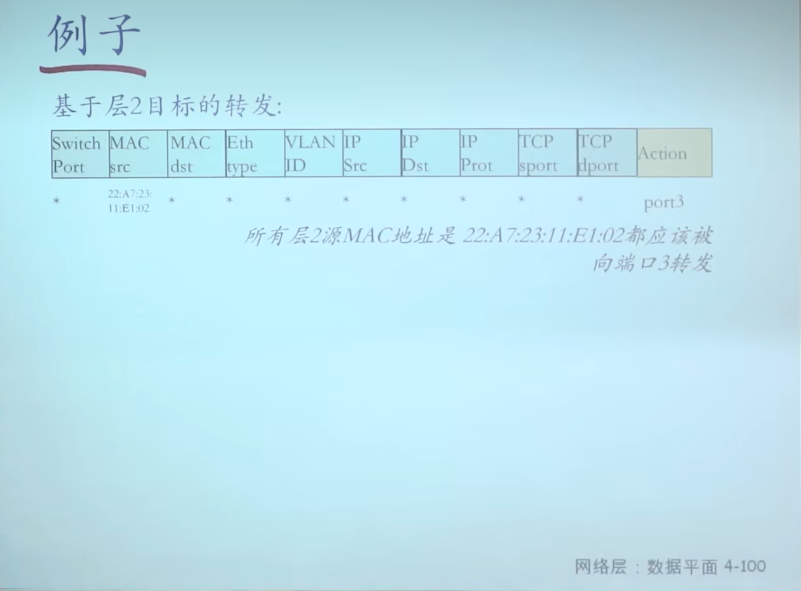 例子
基于层2目标的转发:
Switch Port MAC src MAC dst Eth type VLAN ID IP Src IP Dst IP Prot TCP sport TCP dport Action
* 22:A7:23: 11:E1:02 * * * * * * * * port3
所有层2源MAC地址是 22:A7:23:11:E1:02都应该被
向端口3转发
网络层：数据平面 4-100